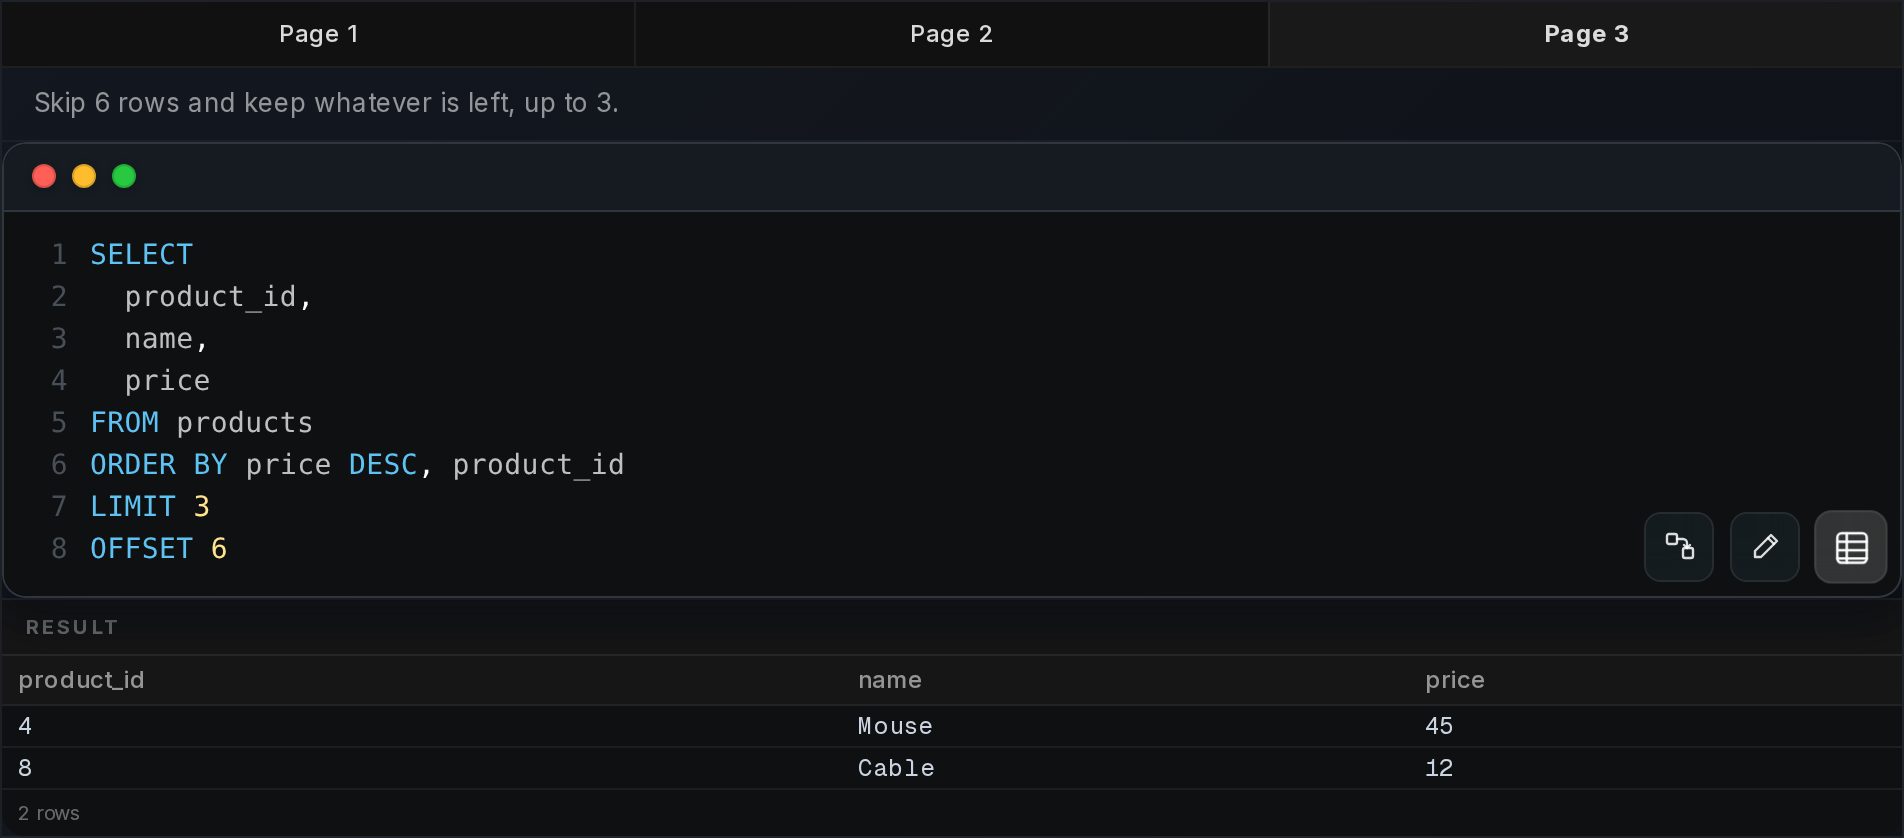 Page 1 Page 2 Page 3
Skip 6 rows and keep whatever is left, up to 3.
1 SELECT
2   product_id,
3   name,
4   price
5 FROM products
6 ORDER BY price DESC, product_id
7 LIMIT 3
8 OFFSET 6
RESULT
product_id name price
4 Mouse 45
8 Cable 12
2 rows